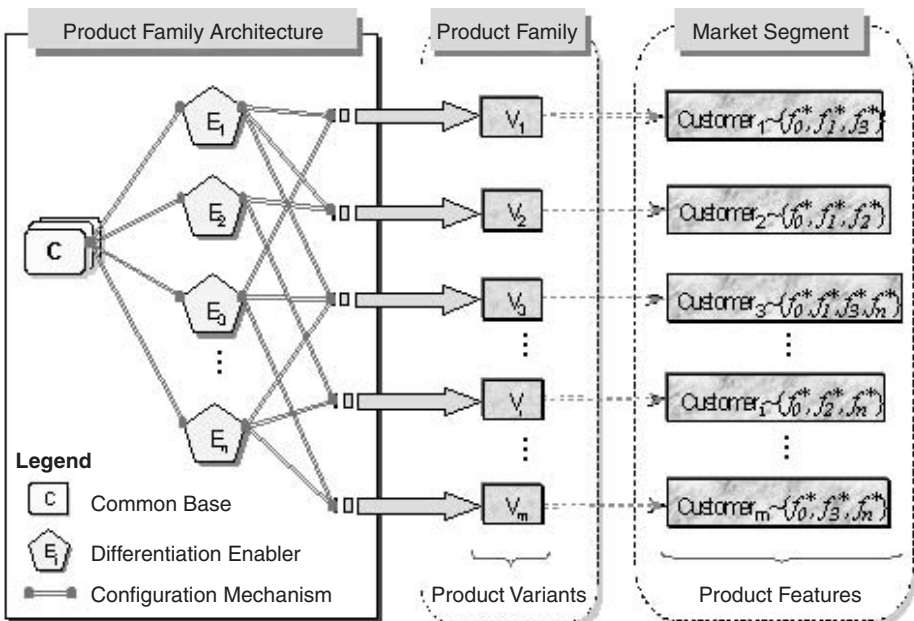 Product Family Architecture
Product Family
Market Segment
E1
V1
Customer1~{f0*, f1*, f3*}
E2
V2
Customer2~{f0*, f1*, f2*}
C
E3
V3
Customer3~{f0*, f1*, f3*, fn*}
En
Vi
Customeri~{f0*, f2*, fn*}
Vm
Customerm~{f0*, f3*, fn*}
Legend
C Common Base
Ei Differentiation Enabler
Configuration Mechanism
Product Variants
Product Features